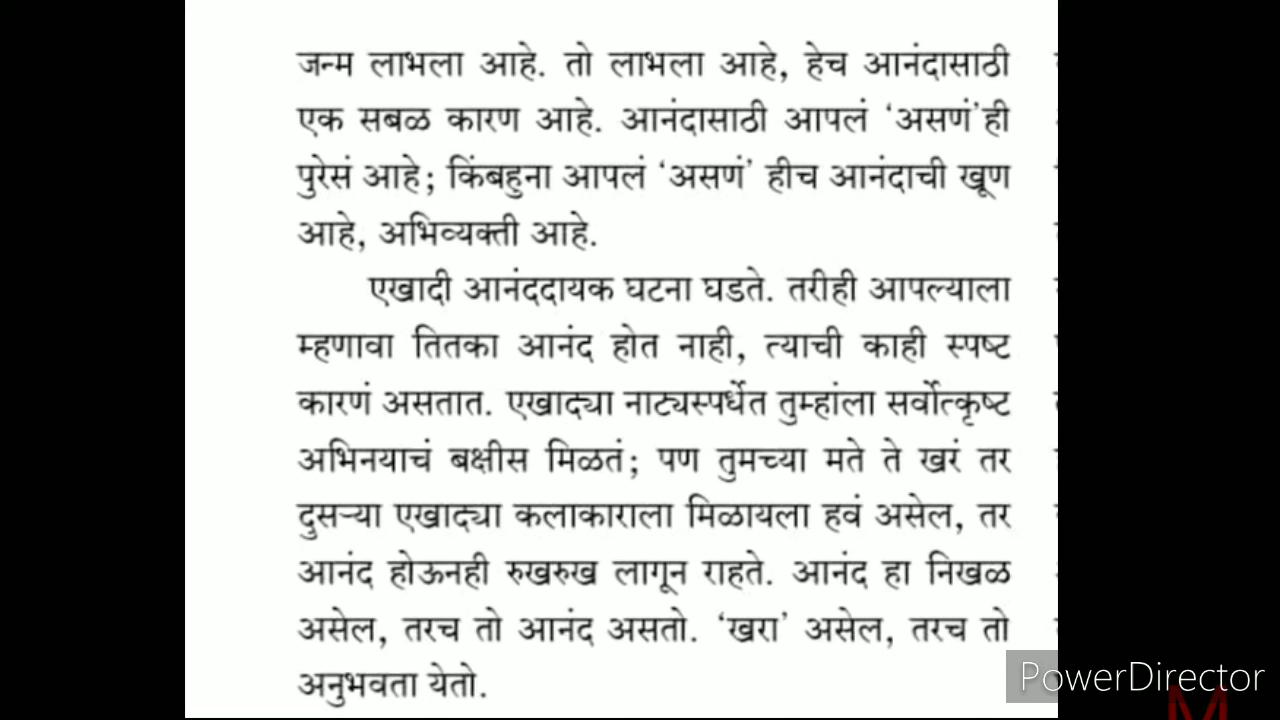 जन्म लाभला आहे. तो लाभला आहे, हेच आनंदासाठी
एक सबळ कारण आहे. आनंदासाठी आपलं ‘असणं’ही
पुरेसं आहे; किंबहुना आपलं ‘असणं’ हीच आनंदाची खूण
आहे, अभिव्यक्ती आहे.
एखादी आनंददायक घटना घडते. तरीही आपल्याला
म्हणावा तितका आनंद होत नाही, त्याची काही स्पष्ट
कारणं असतात. एखाद्या नाट्यस्पर्धेत तुम्हांला सर्वोत्कृष्ट
अभिनयाचं बक्षीस मिळतं; पण तुमच्या मते ते खरं तर
दुसऱ्या एखाद्या कलाकाराला मिळायला हवं असेल, तर
आनंद होऊनही रुखरुख लागून राहते. आनंद हा निखळ
असेल, तरच तो आनंद असतो. ‘खरा’ असेल, तरच तो
अनुभवता येतो.
PowerDirector